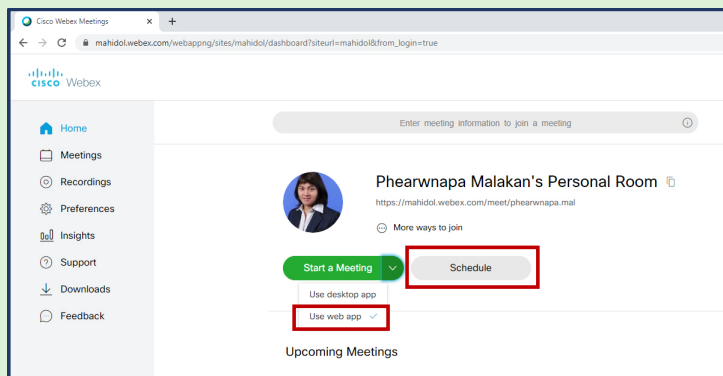 Cisco Webex Meetings
mahidol.webex.com/webappng/sites/mahidol/dashboard?siteurl=mahidol&from_login=true
CISCO Webex
Home
Meetings
Recordings
Preferences
Insights
Support
Downloads
Feedback
Enter meeting information to join a meeting
Phearwnapa Malakan's Personal Room
https://mahidol.webex.com/meet/phearwnapa.mal
More ways to join
Start a Meeting
Schedule
Use desktop app
Use web app
Upcoming Meetings